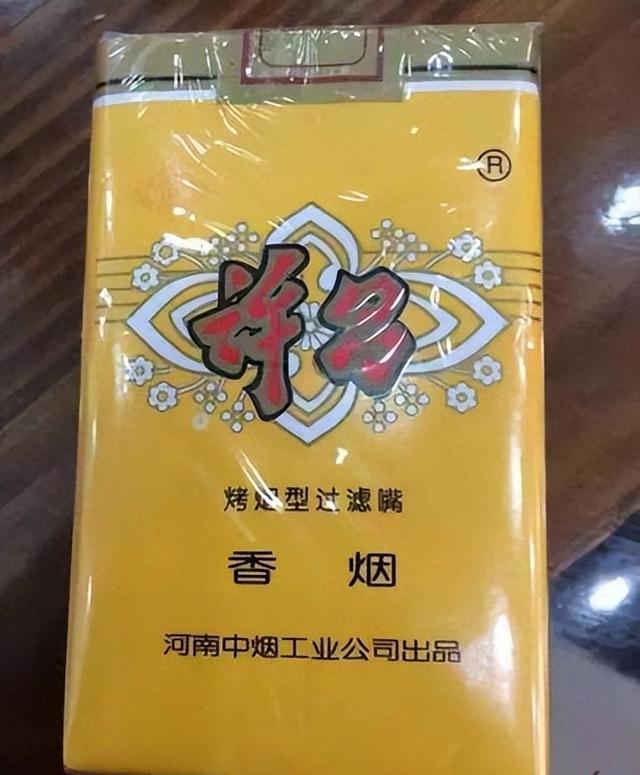 ®
许昌
烤烟型过滤嘴
香 烟
河南中烟工业公司出品